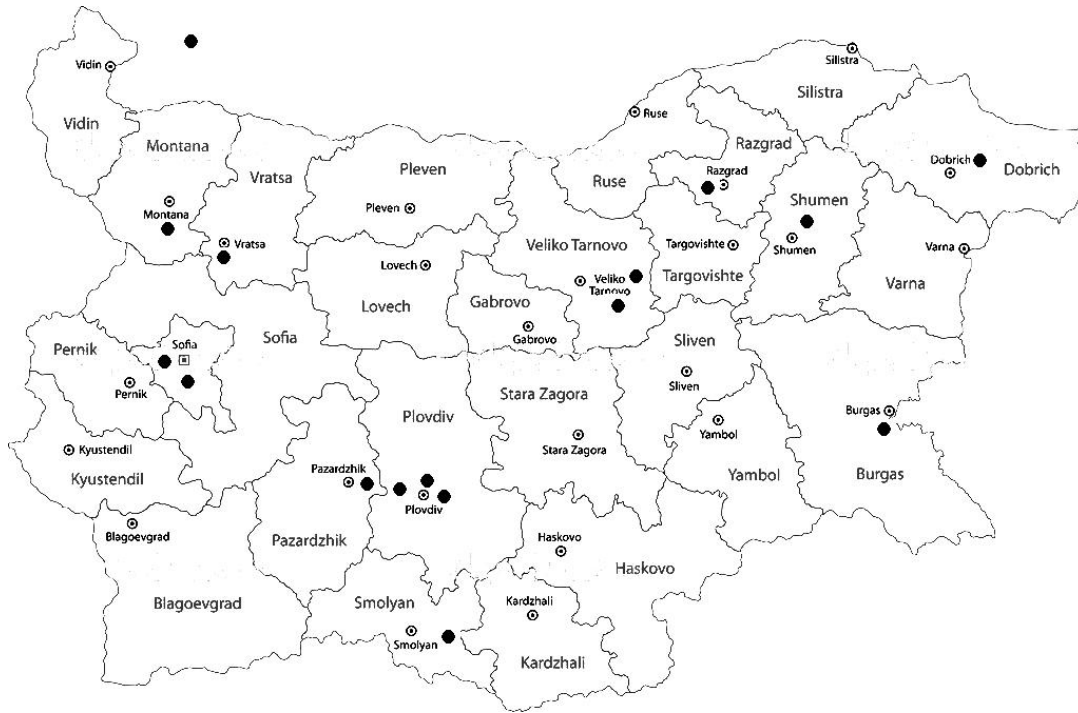 Vidin
Silistra
Silistra
Vidin
Ruse
Montana
Razgrad
Pleven
Vratsa
Dobrich
Dobrich
Razgrad
Ruse
Shumen
Pleven
Montana
Vratsa
Veliko Tarnovo
Targovishte
Shumen
Varna
Lovech
Targovishte
Veliko
Tarnovo
Varna
Lovech
Gabrovo
Gabrovo
Sofia
Sofia
Sliven
Pernik
Pernik
Sliven
Stara Zagora
Plovdiv
Burgas
Yambol
Kyustendil
Stara Zagora
Kyustendil
Pazardzhik
Yambol
Burgas
Plovdiv
Blagoevgrad
Pazardzhik
Haskovo
Haskovo
Blagoevgrad
Smolyan
Kardzhali
Smolyan
Kardzhali